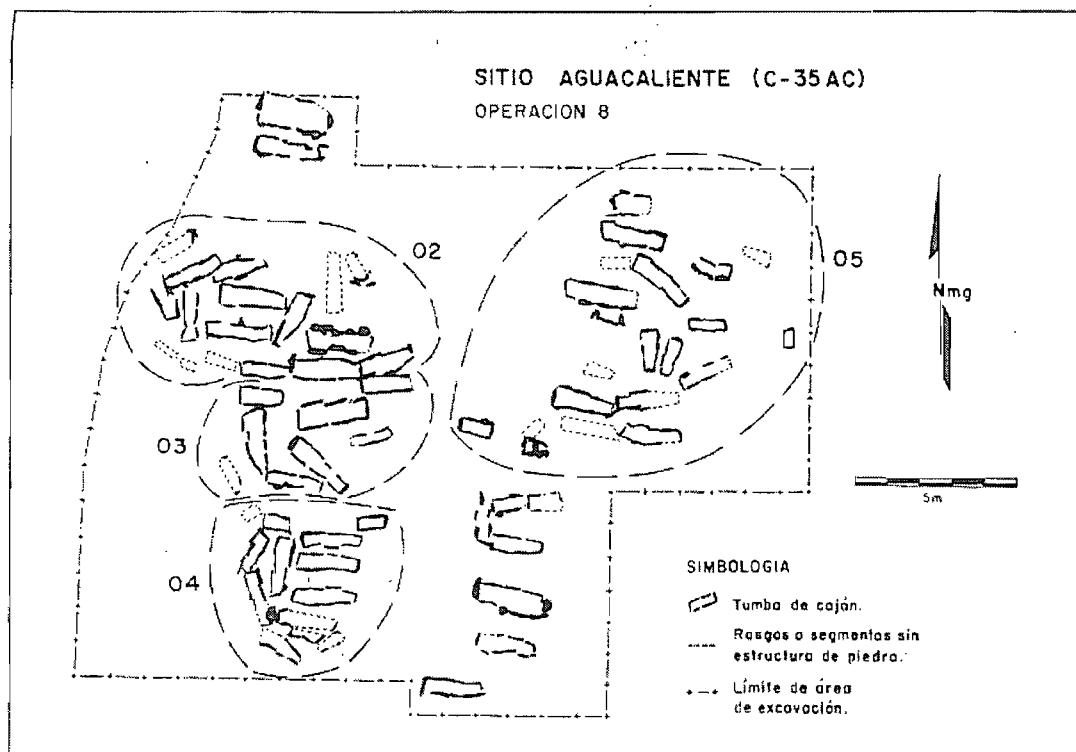 SITIO AGUACALIENTE (C-35AC)
OPERACION 8
02
05
Nmg
03
5m
04
SIMBOLOGIA
Tumba de cajón.
Rasgos o segmentos sin
estructura de piedra.
Límite de área
de excavación.